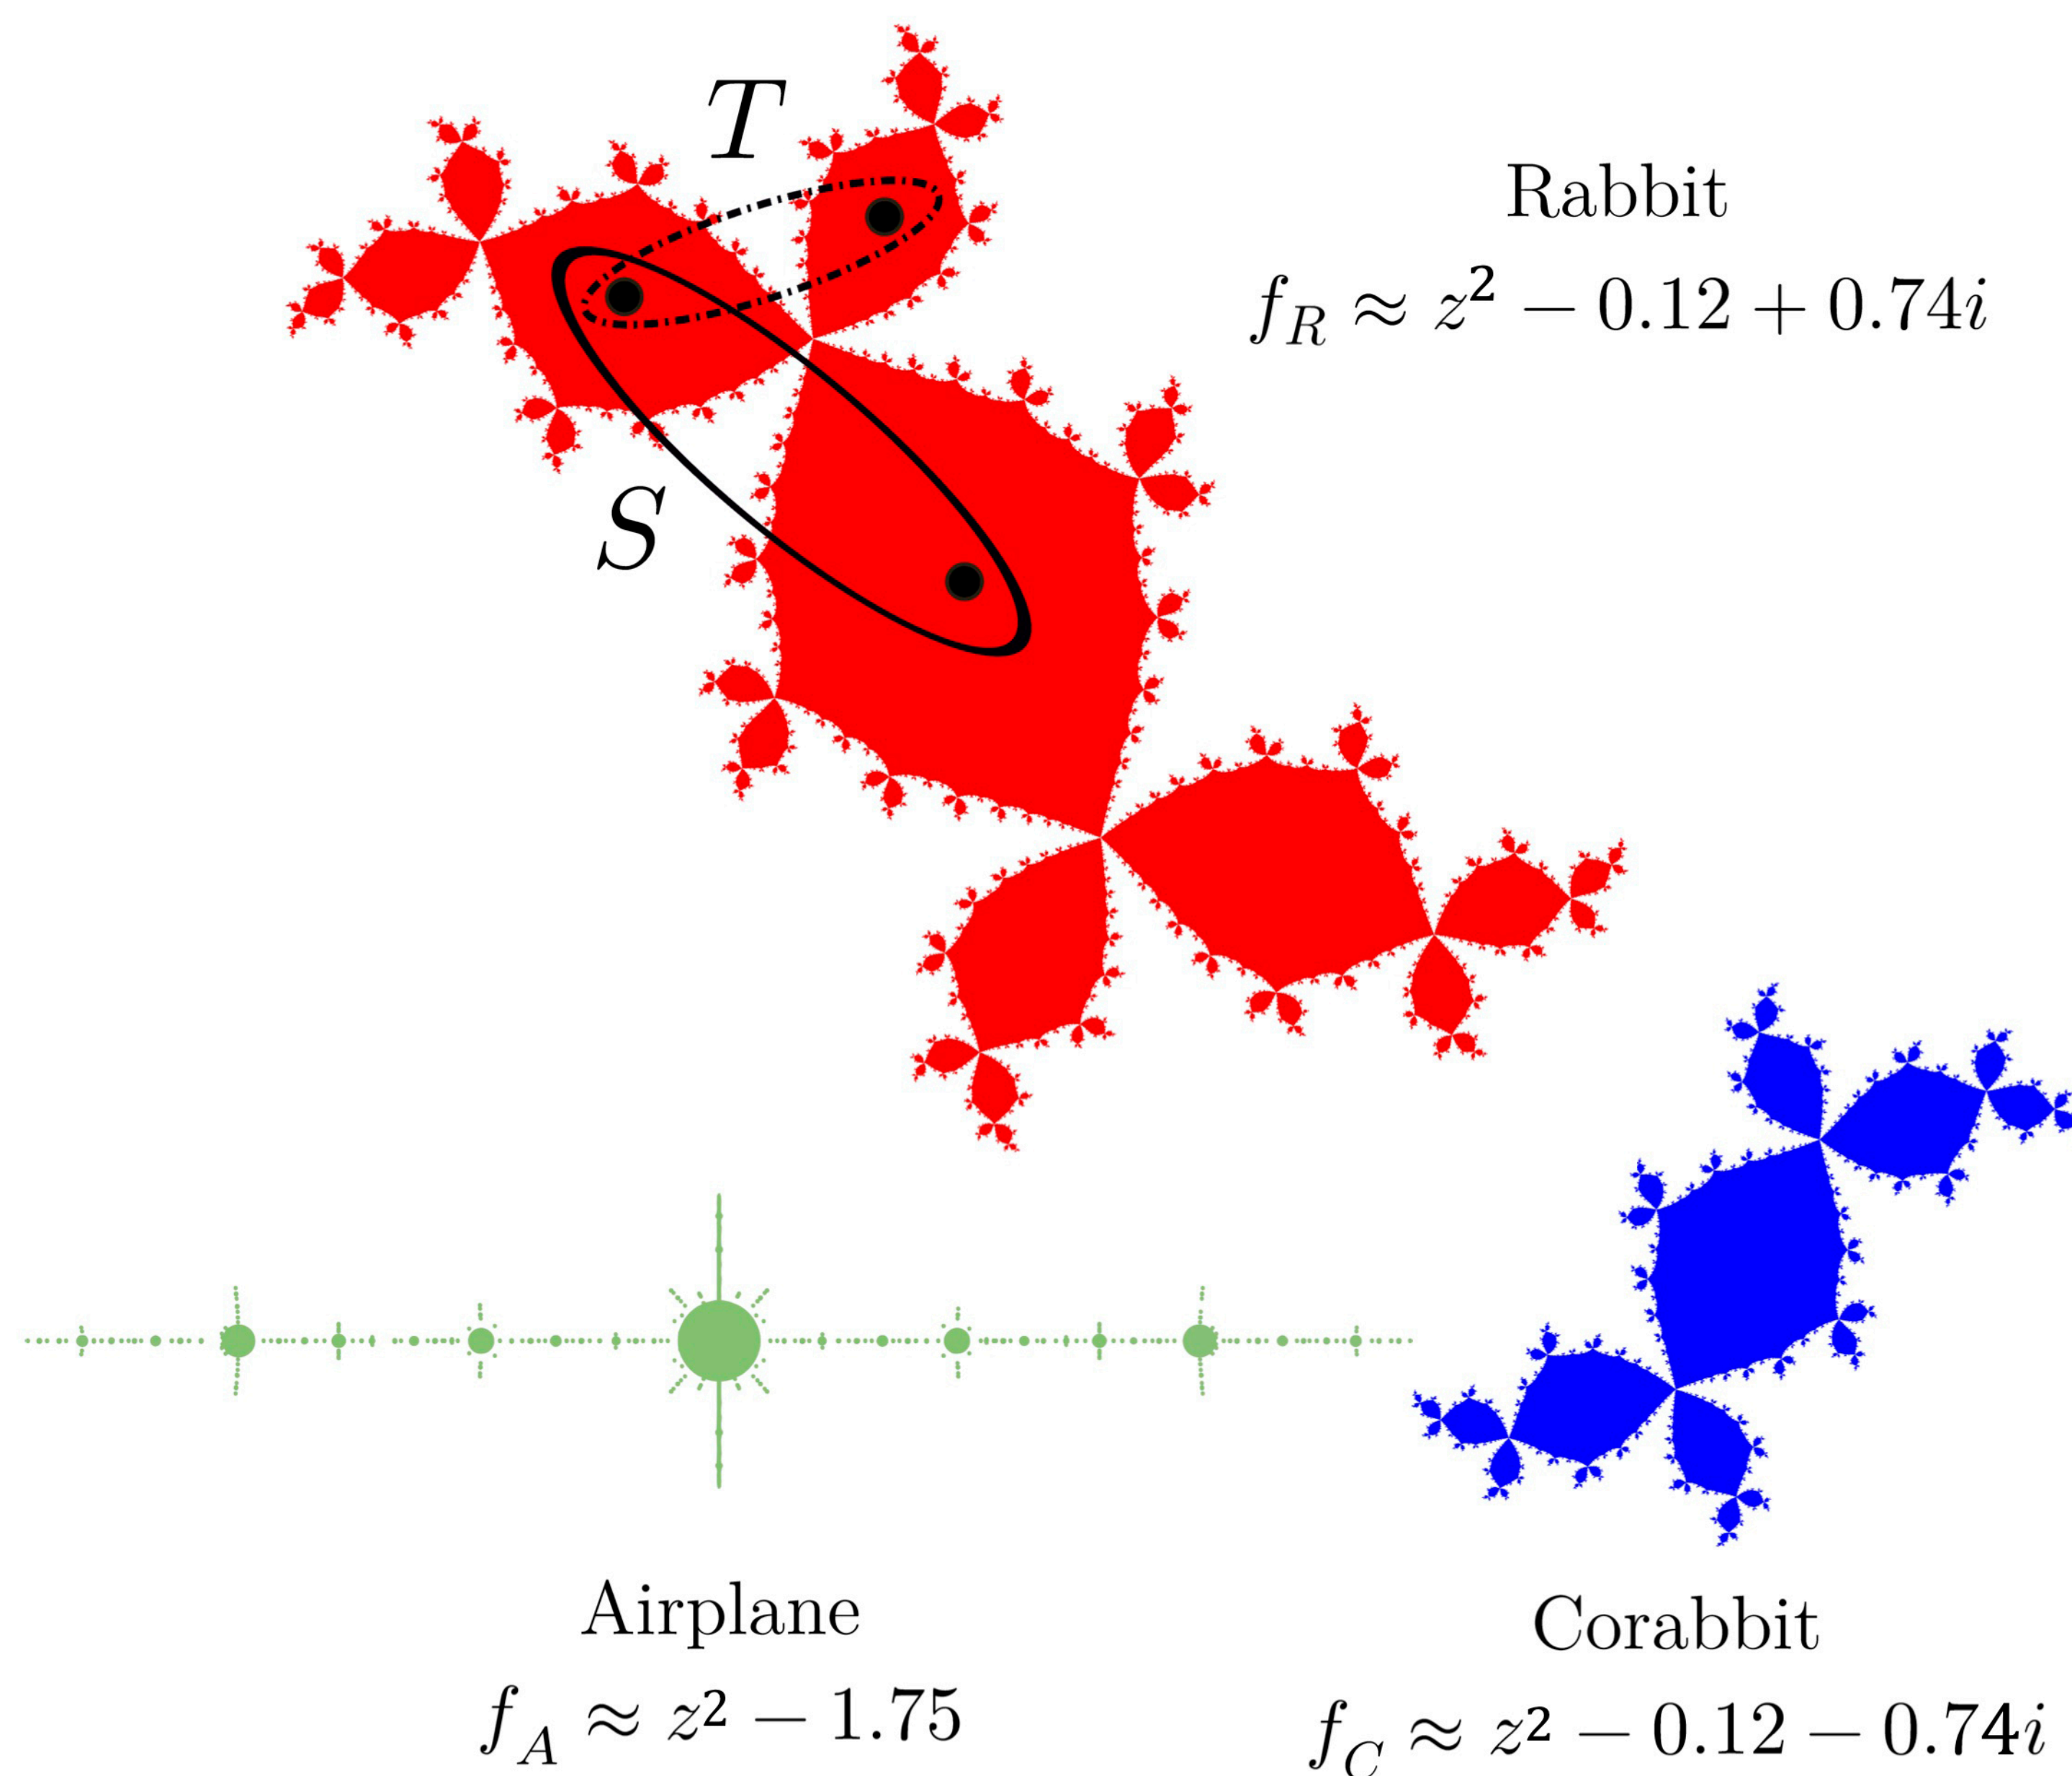 T
Rabbit
f_R ≈ z² − 0.12 + 0.74i
S
Airplane
f_A ≈ z² − 1.75
Corabbit
f_C ≈ z² − 0.12 − 0.74i